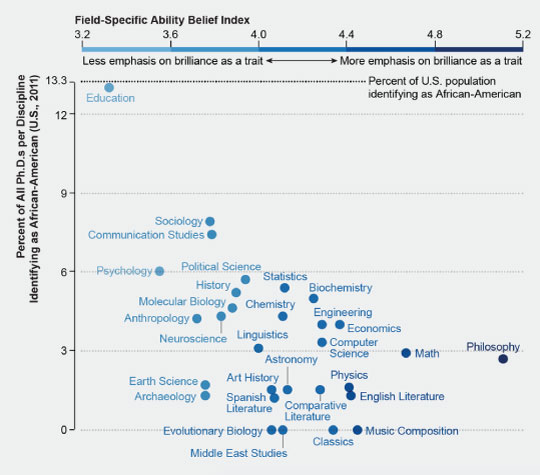 Field-Specific Ability Belief Index
3.2 3.6 4.0 4.4 4.8 5.2
Less emphasis on brilliance as a trait
More emphasis on brilliance as a trait
Percent of All Ph.D.s per Discipline
Identifying as African-American (U.S., 2011)
13.3
Percent of U.S. population
identifying as African-American
Education
12
9
Sociology
Communication Studies
6
Psychology
Political Science
Statistics
History
Biochemistry
Molecular Biology
Chemistry
Engineering
Anthropology
Economics
Neuroscience
Linguistics
Computer
Science
3
Math
Philosophy
Astronomy
Earth Science
Art History
Physics
Archaeology
Spanish
Literature
Comparative
Literature
English Literature
0
Evolutionary Biology
Music Composition
Classics
Middle East Studies